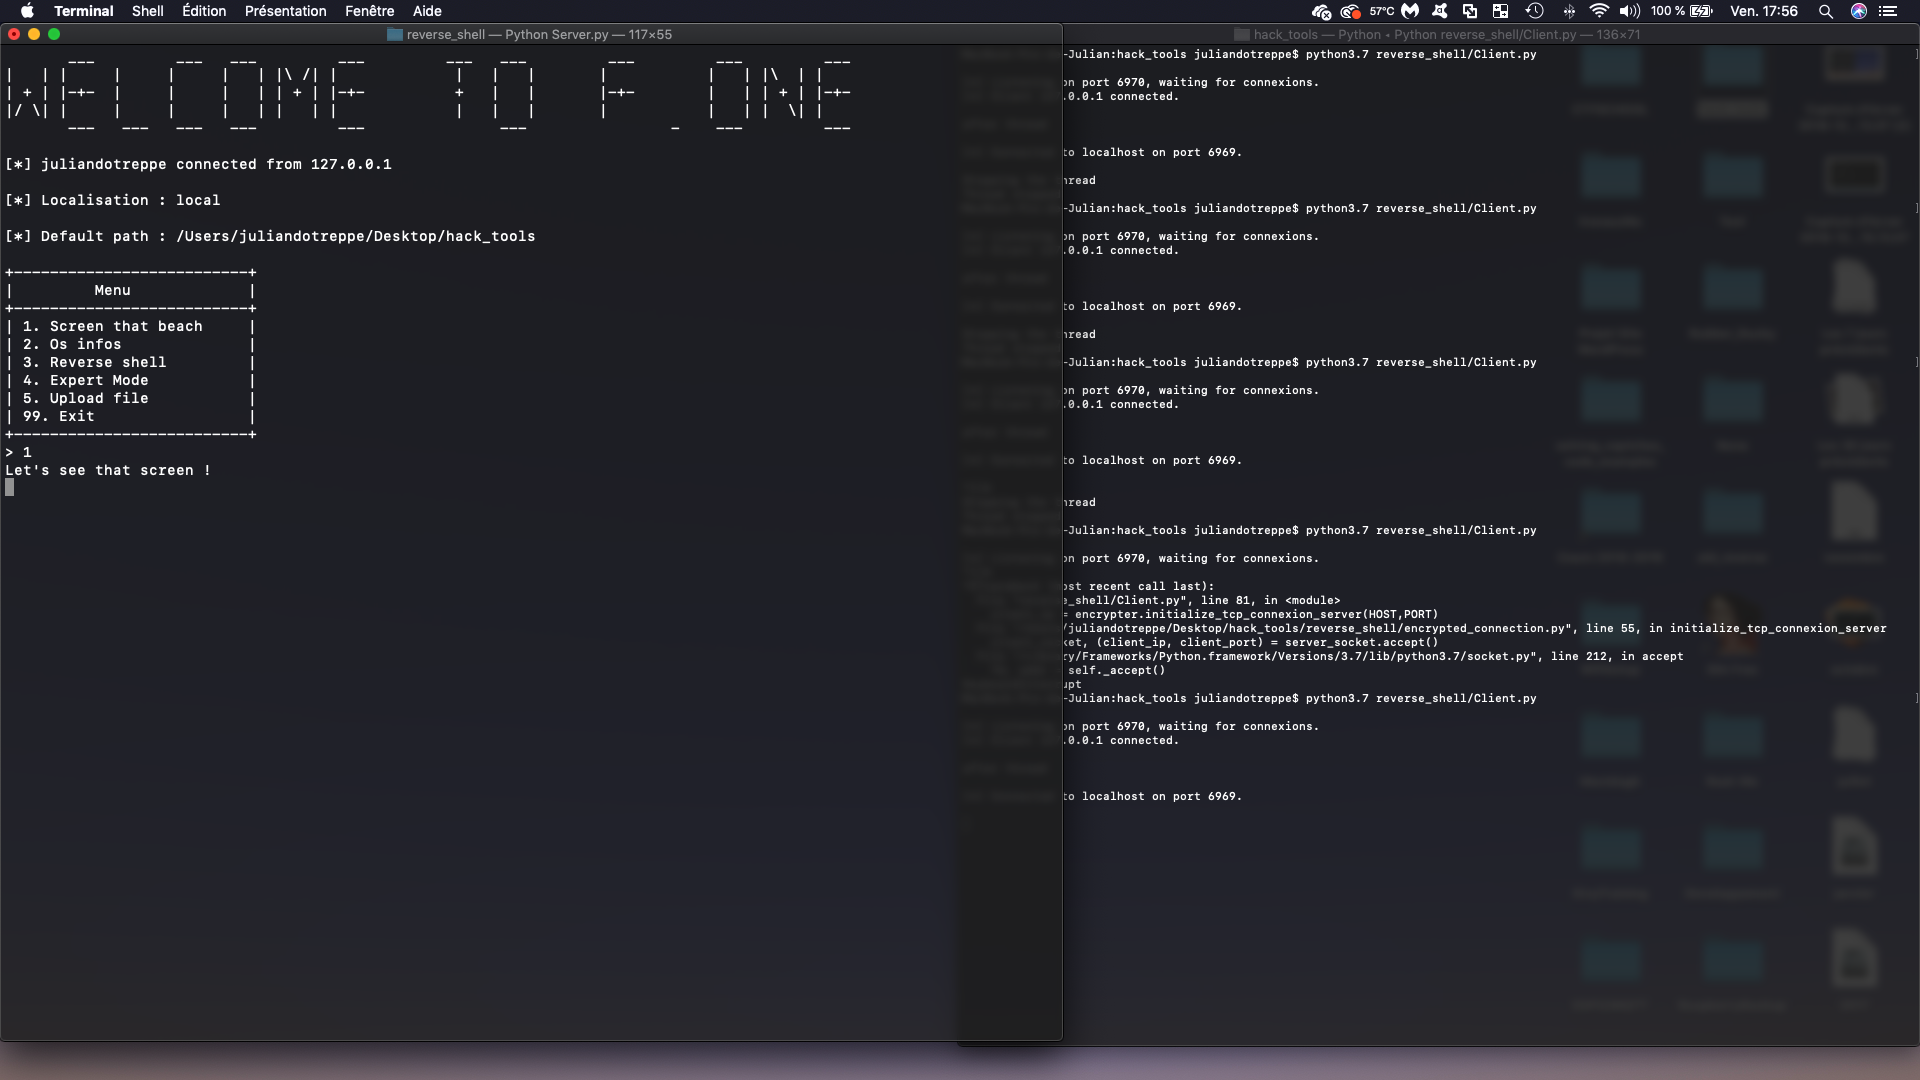 Terminal Shell Édition Présentation Fenêtre Aide
57°C 100 % Ven. 17:56
reverse_shell — Python Server.py — 117×55
WELCOME TO F.ONE
[*] juliandotreppe connected from 127.0.0.1
[*] Localisation : local
[*] Default path : /Users/juliandotreppe/Desktop/hack_tools
+--------------------------+
| Menu |
+--------------------------+
| 1. Screen that beach |
| 2. Os infos |
| 3. Reverse shell |
| 4. Expert Mode |
| 5. Upload file |
| 99. Exit |
+--------------------------+
> 1
Let's see that screen !
hack_tools — Python • Python reverse_shell/Client.py — 136×71
-Julian:hack_tools juliandotreppe$ python3.7 reverse_shell/Client.py
on port 6970, waiting for connexions.
.0.0.1 connected.
to localhost on port 6969.
hread
-Julian:hack_tools juliandotreppe$ python3.7 reverse_shell/Client.py
on port 6970, waiting for connexions.
.0.0.1 connected.
to localhost on port 6969.
hread
-Julian:hack_tools juliandotreppe$ python3.7 reverse_shell/Client.py
on port 6970, waiting for connexions.
.0.0.1 connected.
to localhost on port 6969.
hread
-Julian:hack_tools juliandotreppe$ python3.7 reverse_shell/Client.py
on port 6970, waiting for connexions.
ost recent call last):
e_shell/Client.py", line 81, in <module>
= encrypter.initialize_tcp_connexion_server(HOST,PORT)
/juliandotreppe/Desktop/hack_tools/reverse_shell/encrypted_connection.py", line 55, in initialize_tcp_connexion_server
ket, (client_ip, client_port) = server_socket.accept()
ry/Frameworks/Python.framework/Versions/3.7/lib/python3.7/socket.py", line 212, in accept
self._accept()
upt
-Julian:hack_tools juliandotreppe$ python3.7 reverse_shell/Client.py
on port 6970, waiting for connexions.
.0.0.1 connected.
to localhost on port 6969.